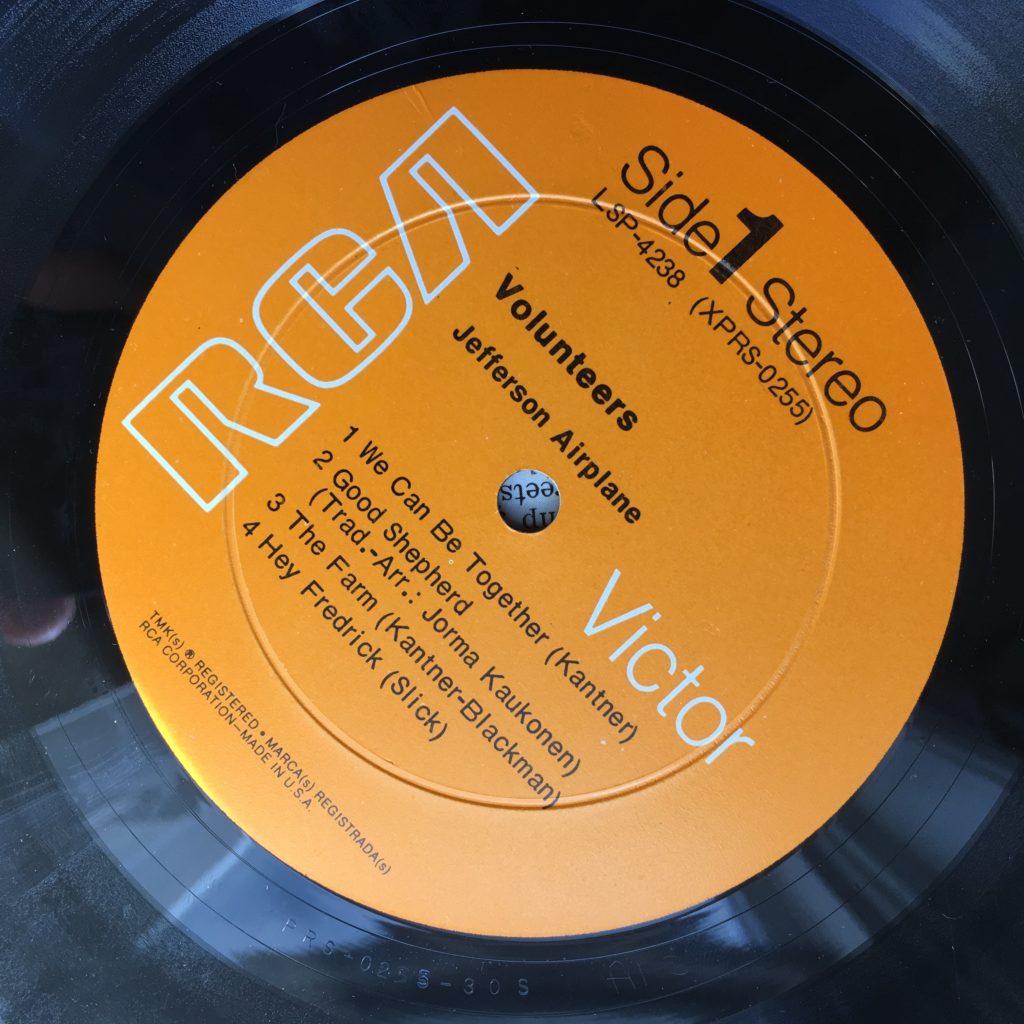 RCA
Side 1 Stereo
LSP-4238 (XPRS-0255)
Volunteers
Jefferson Airplane
1 We Can Be Together (Kantner)
2 Good Shepherd
(Trad.-Arr.: Jorma Kaukonen)
3 The Farm (Kantner-Blackman)
4 Hey Fredrick (Slick)
Victor
TMK(s) ® REGISTERED • MARCA(s) REGISTRADA(s)
RCA CORPORATION—MADE IN U.S.A.